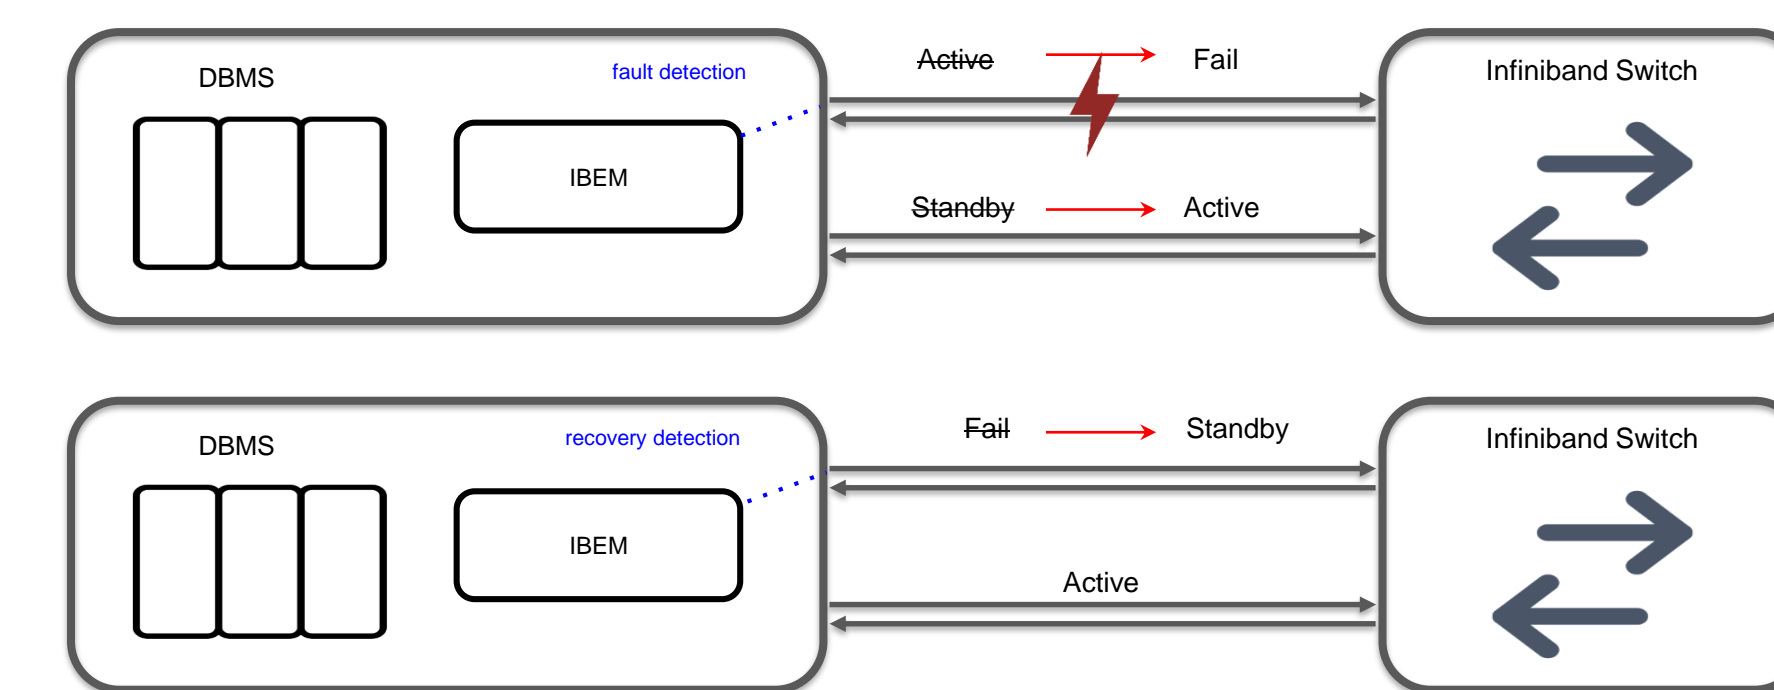 DBMS
fault detection
Active
Fail
Infiniband Switch
IBEM
Standby
Active
DBMS
recovery detection
Fail
Standby
Infiniband Switch
IBEM
Active